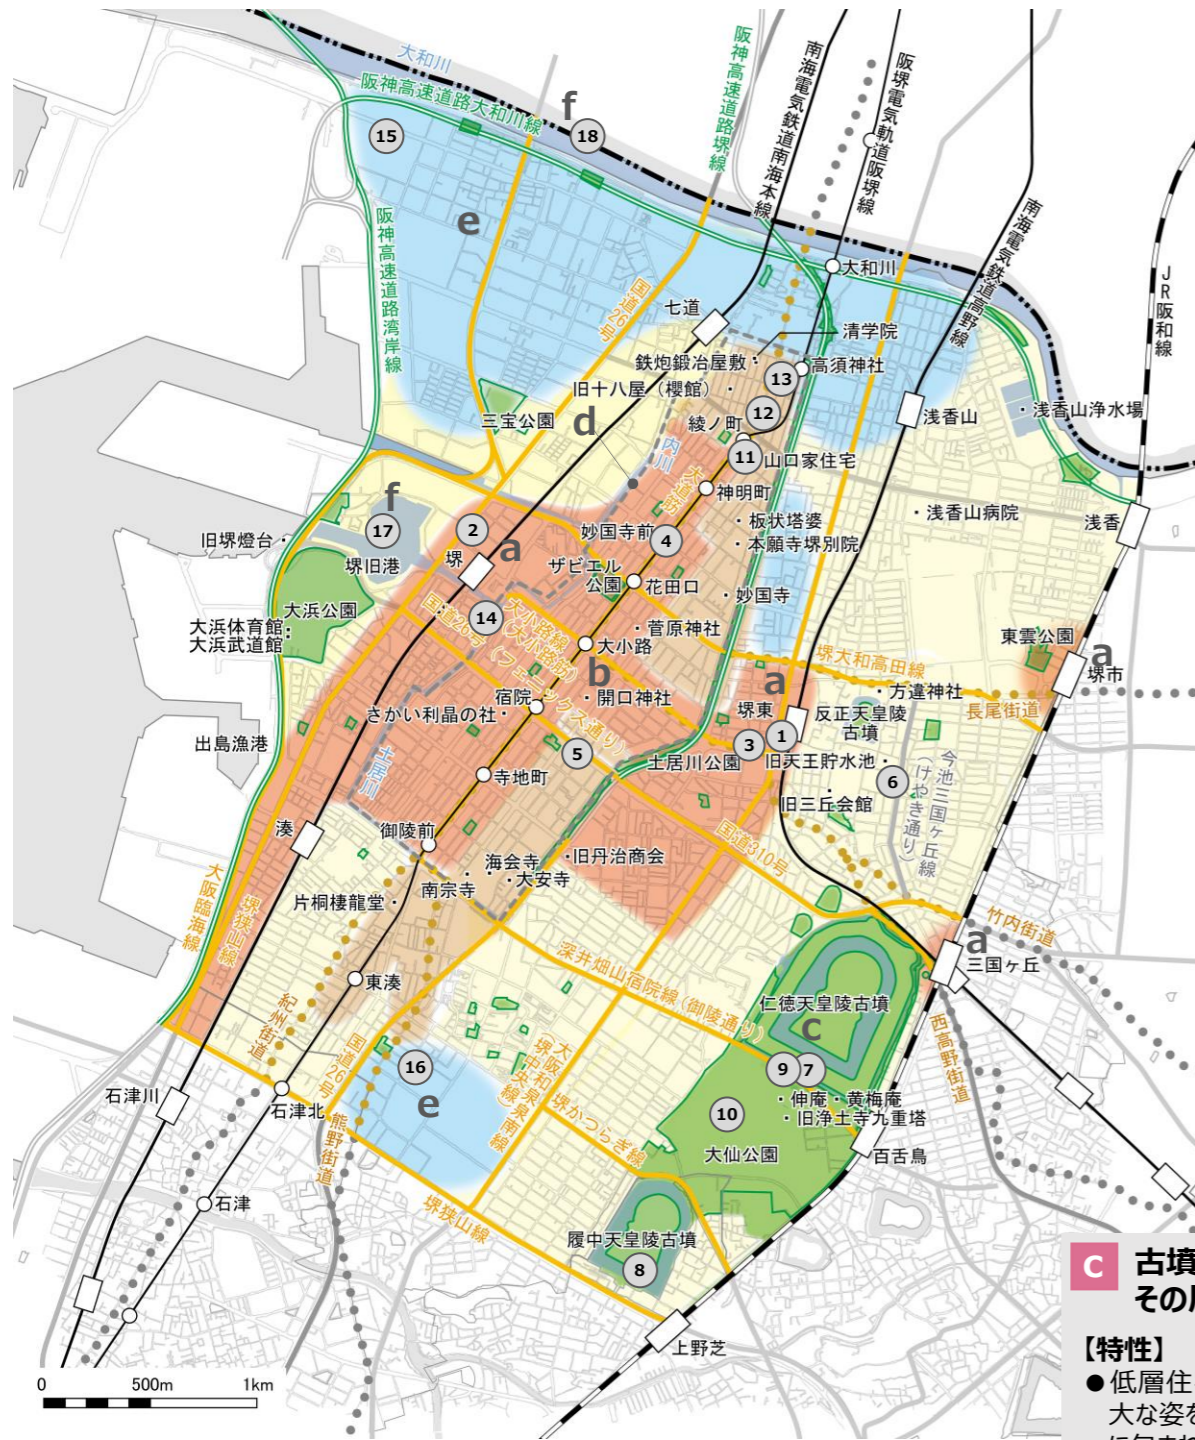 大和川
阪神高速道路大和川線
阪神高速道路堺線
南海電気鉄道南海本線
阪堺電気軌道阪堺線
南海電気鉄道高野線
JR阪和線
阪神高速道路湾岸線
f
18
15
e
国道26号
大和川
七道
清学院
鉄炮鍛冶屋敷
高須神社
13
旧十八屋（櫻館）
12
浅香山
浅香山浄水場
三宝公園
d
綾ノ町
内川
11
山口家住宅
大道筋
神明町
浅香山病院
浅香
f
17
旧堺燈台
堺旧港
2
堺
a
妙国寺前
4
板状塔婆
本願寺堺別院
ザビエル公園
花田口
妙国寺
大浜公園
大浜体育館
大浜武道館
14
大小路線（大小路筋）
国道26号（フェニックス通り）
菅原神社
大小路
b
東雲公園
a
堺市
堺大和高田線
長尾街道
a
方違神社
宿院
開口神社
堺東
反正天皇陵古墳
さかい利晶の社
出島漁港
土居川
5
土居川公園
3
1
旧天王貯水池
6
今池三国ヶ丘線（けやき通り）
寺地町
旧三丘会館
湊
御陵前
国道310号
大阪臨海線
堺狭山線
海会寺
旧丹治商会
南宗寺
大安寺
片桐棲龍堂
竹内街道
a
三国ヶ丘
深井畑山宿院線（御陵通り）
東湊
紀州街道
仁徳天皇陵古墳
c
西高野街道
国道26号
16
e
大阪和泉泉南線
堺中央線
9
7
伸庵
黄梅庵
旧浄土寺九重塔
石津川
石津北
熊野街道
堺かつらぎ線
10
大仙公園
百舌鳥
石津
堺狭山線
履中天皇陵古墳
8
上野芝
0 500m 1km
C 古墳
その
【特性】
●低層住
大な姿を